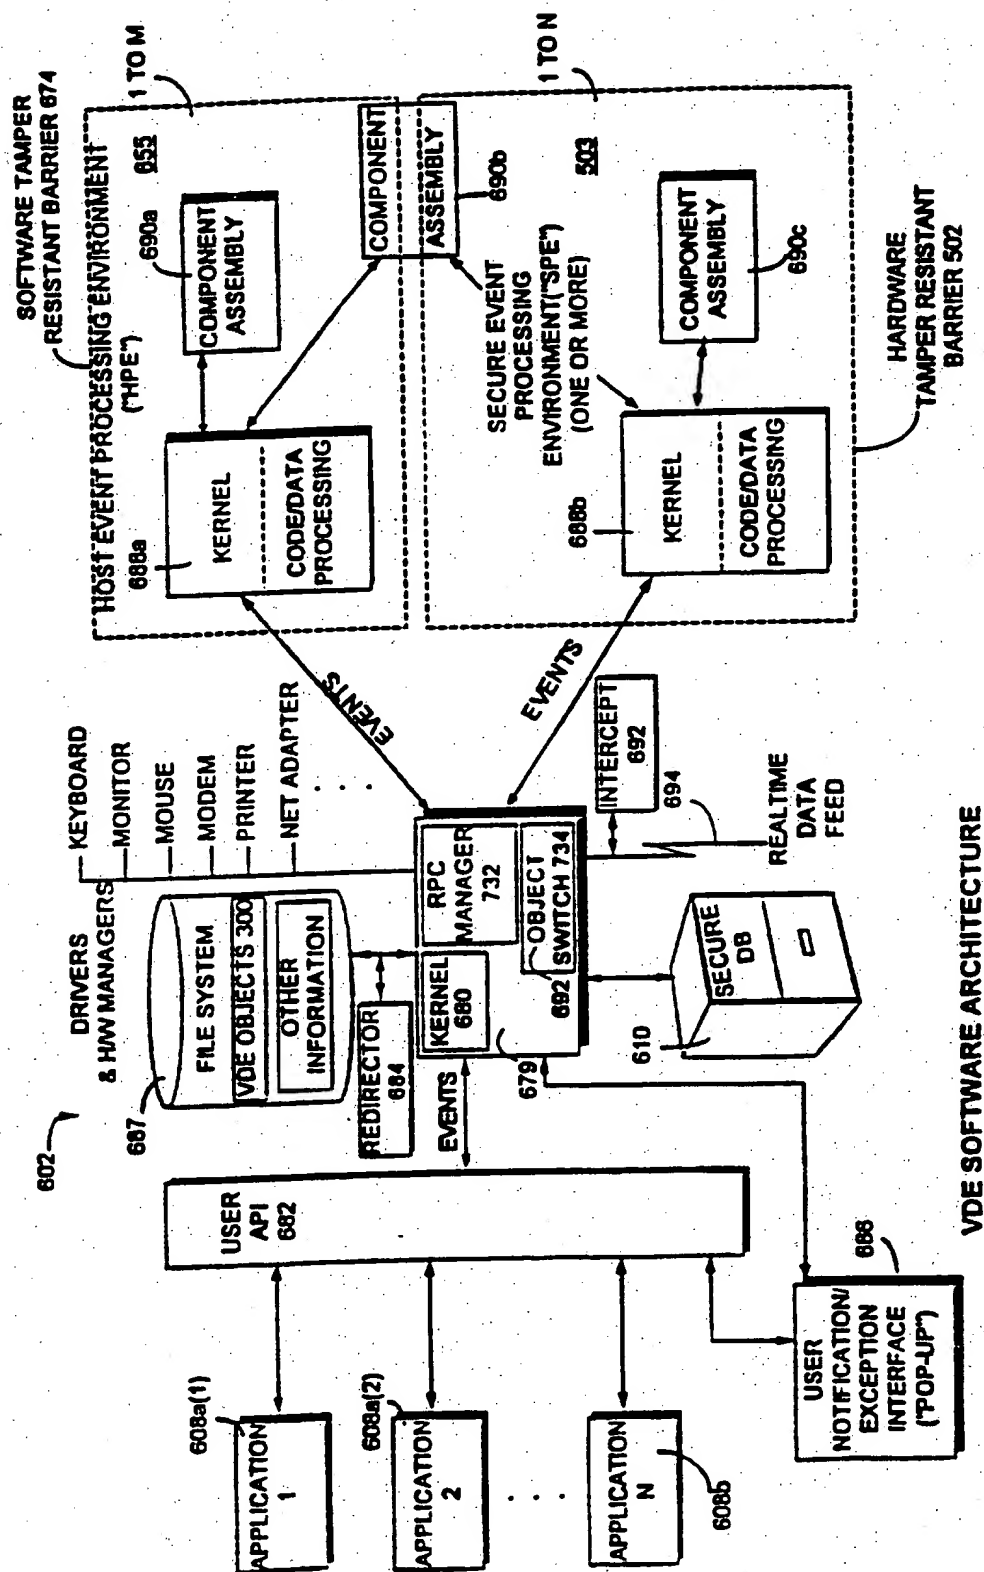 602
DRIVERS
& H/W MANAGERS
KEYBOARD
MONITOR
MOUSE
MODEM
PRINTER
NET ADAPTER
. . .
687
FILE SYSTEM
VDE OBJECTS 300
OTHER
INFORMATION
REDIRECTOR
684
EVENTS
KERNEL
680
RPC
MANAGER
732
692
OBJECT
SWITCH 734
679
INTERCEPT
692
694
REALTIME
DATA
FEED
SECURE
DB
610
USER
API
682
608a(1)
APPLICATION
1
608a(2)
APPLICATION
2
. . .
APPLICATION
N
608b
USER
NOTIFICATION/
EXCEPTION
INTERFACE
("POP-UP")
686
EVENTS
EVENTS
SOFTWARE TAMPER
RESISTANT BARRIER 674
HOST EVENT PROCESSING ENVIRONMENT
("HPE")
655
1 TO M
688a
KERNEL
CODE/DATA
PROCESSING
690a
COMPONENT
ASSEMBLY
COMPONENT
ASSEMBLY
690b
SECURE EVENT
PROCESSING
ENVIRONMENT("SPE")
(ONE OR MORE)
503
1 TO N
688b
KERNEL
CODE/DATA
PROCESSING
COMPONENT
ASSEMBLY
690c
HARDWARE
TAMPER RESISTANT
BARRIER 502
VDE SOFTWARE ARCHITECTURE